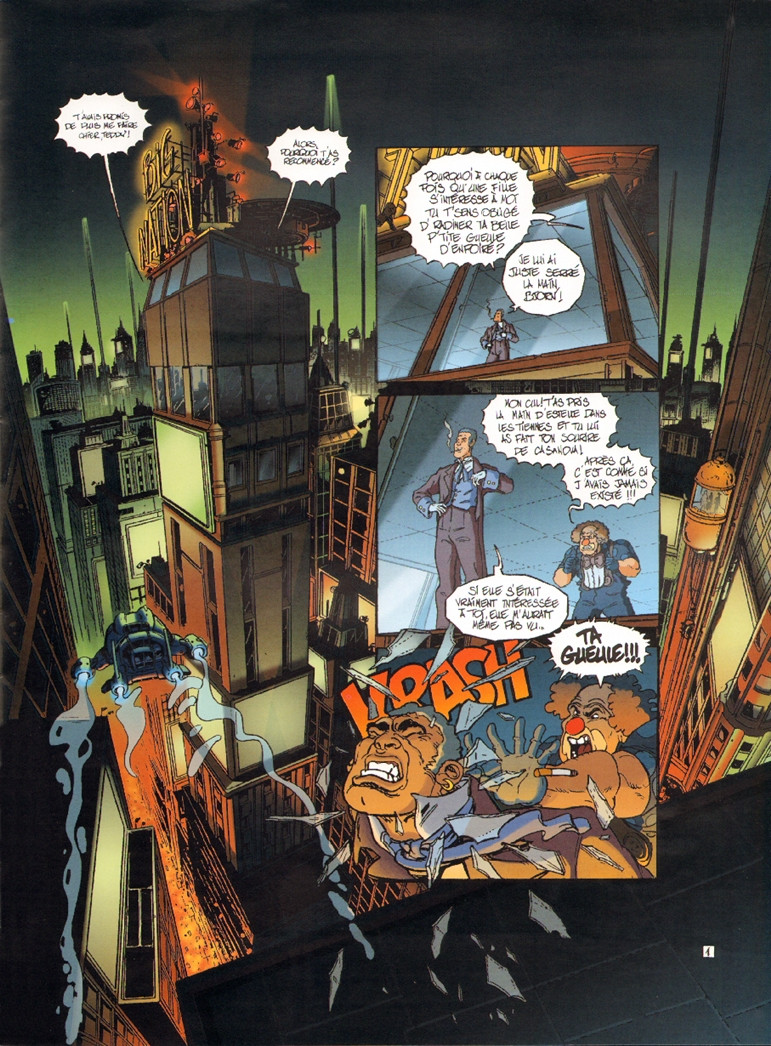 T'AVAIS PROMIS
DE PLUS ME FAIRE
CHIER TEDDY!
ALORS,
POURQUOI T'AS
RECOMMENCÉ?
BIG
NATION
POURQUOI À CHAQUE
FOIS QU'UNE FILLE
S'INTÉRESSE À MOI
TU T'SENS OBLIGÉ
D'RADINER TA BELLE
P'TITE GUEULE
D'ENFOIRÉ?
JE LUI AI
JUSTE SERRÉ
LA MAIN,
BJORN!
MON CUL! T'AS PRIS
LA MAIN D'ESTELLE DANS
LES TIENNES ET TU LUI
AS FAIT TON SOURIRE
DE CASANOVA!
APRÈS ÇA,
C'EST COMME SI
J'AVAIS JAMAIS
EXISTÉ!!!
SI ELLE S'ÉTAIT
VRAIMENT INTÉRESSÉE
À TOI, ELLE M'AURAIT
MÊME PAS VU...
TA
GUEULE!!!
KRASH
1